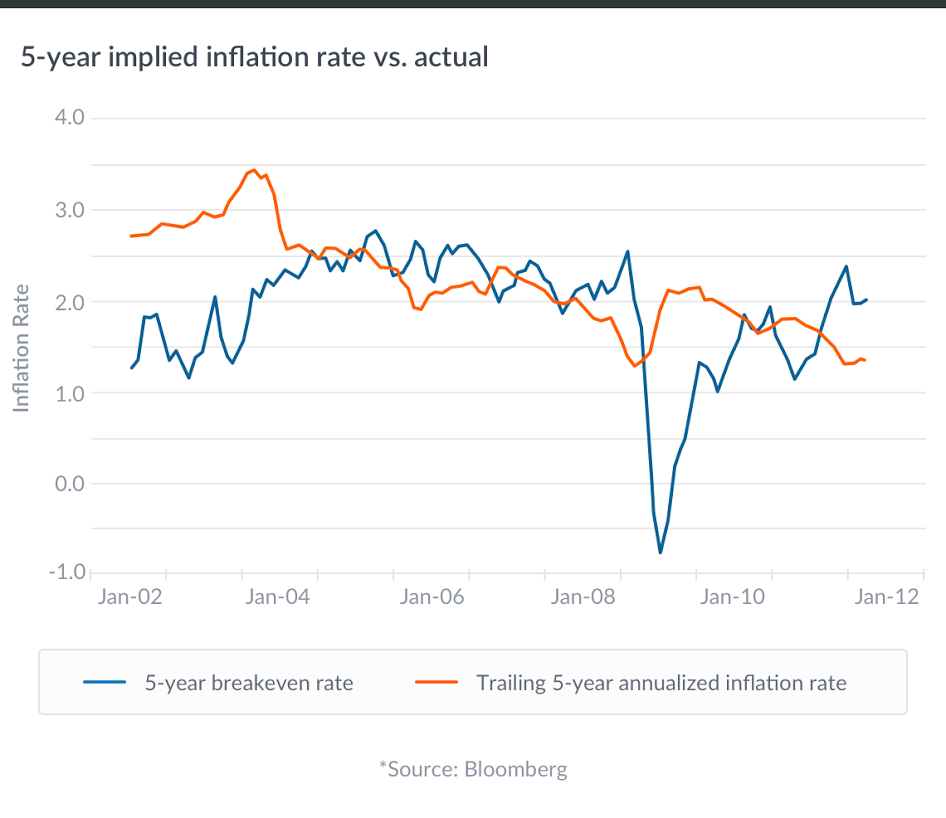 5-year implied inflation rate vs. actual
4.0
3.0
2.0
1.0
0.0
-1.0
Inflation Rate
Jan-02 Jan-04 Jan-06 Jan-08 Jan-10 Jan-12
5-year breakeven rate Trailing 5-year annualized inflation rate
*Source: Bloomberg